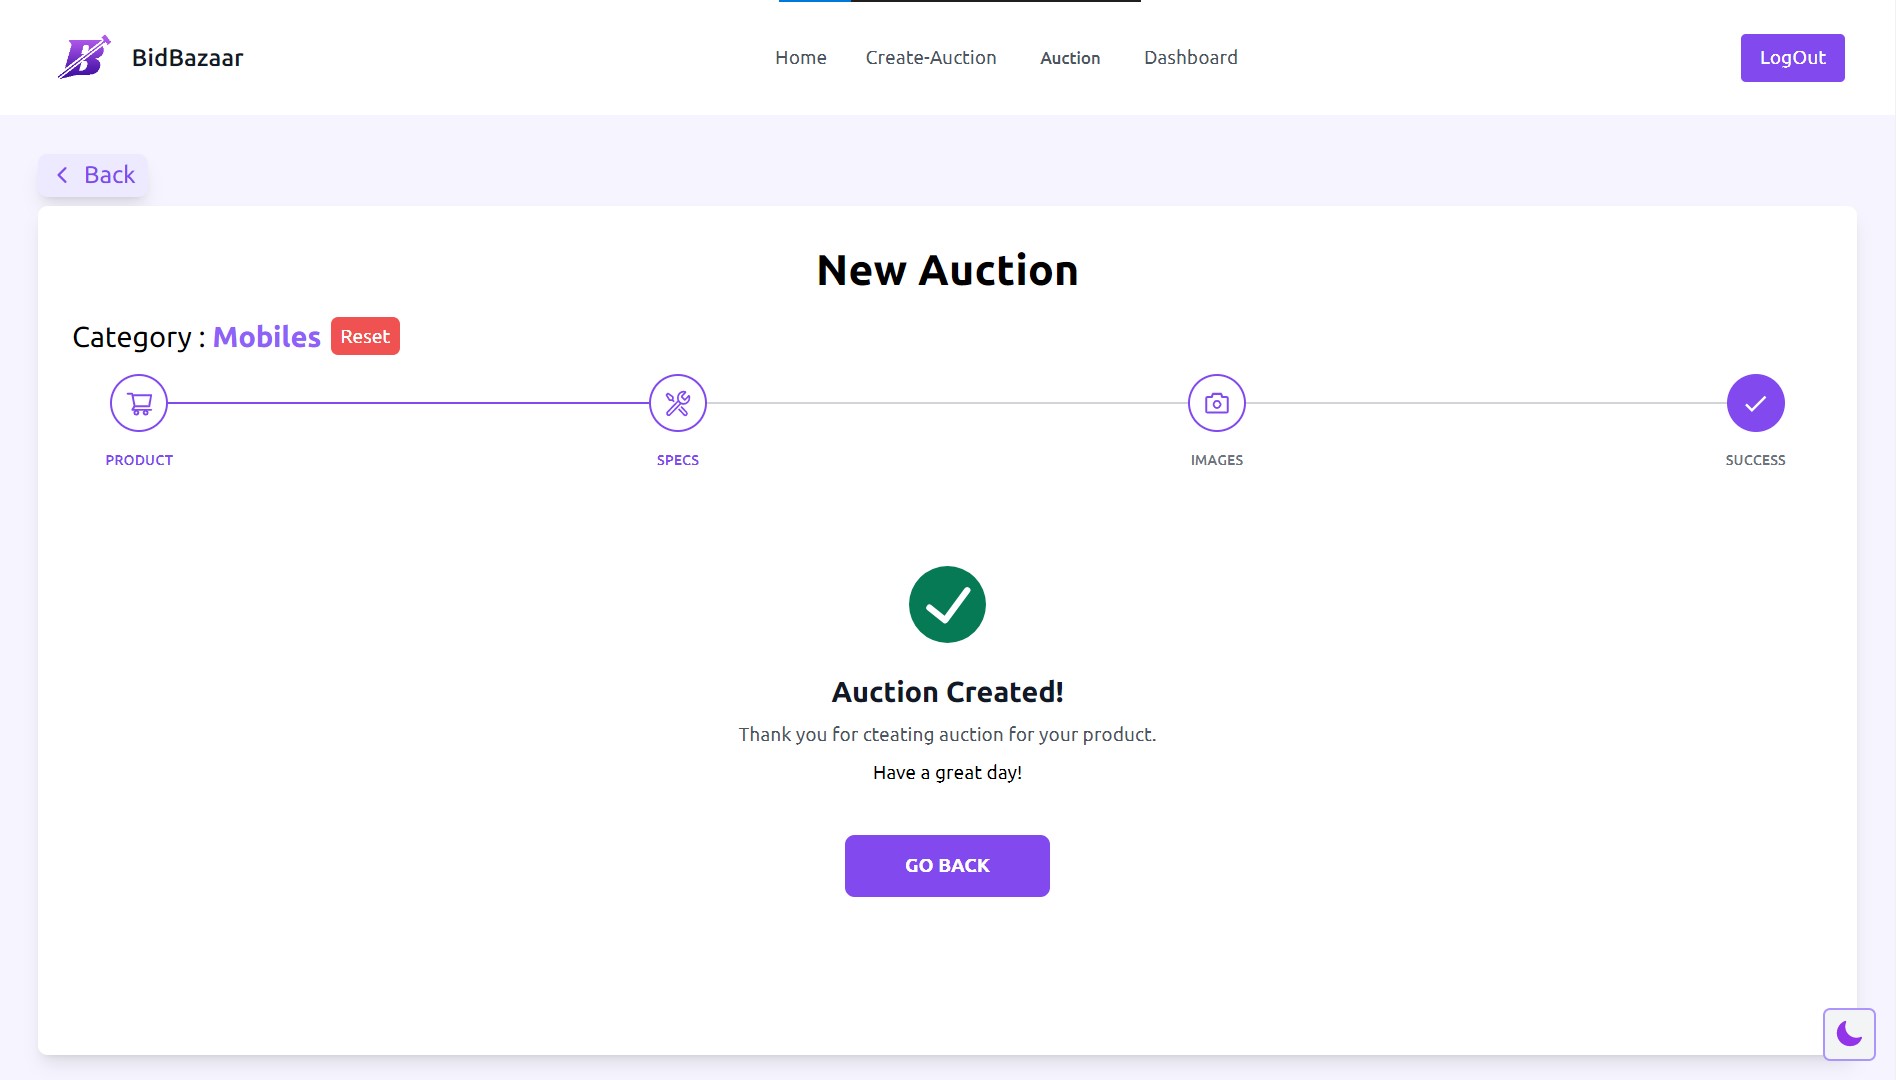 BidBazaar
Home Create-Auction Auction Dashboard
LogOut
Back
New Auction
Category : Mobiles Reset
PRODUCT SPECS IMAGES SUCCESS
Auction Created!
Thank you for cteating auction for your product.
Have a great day!
GO BACK